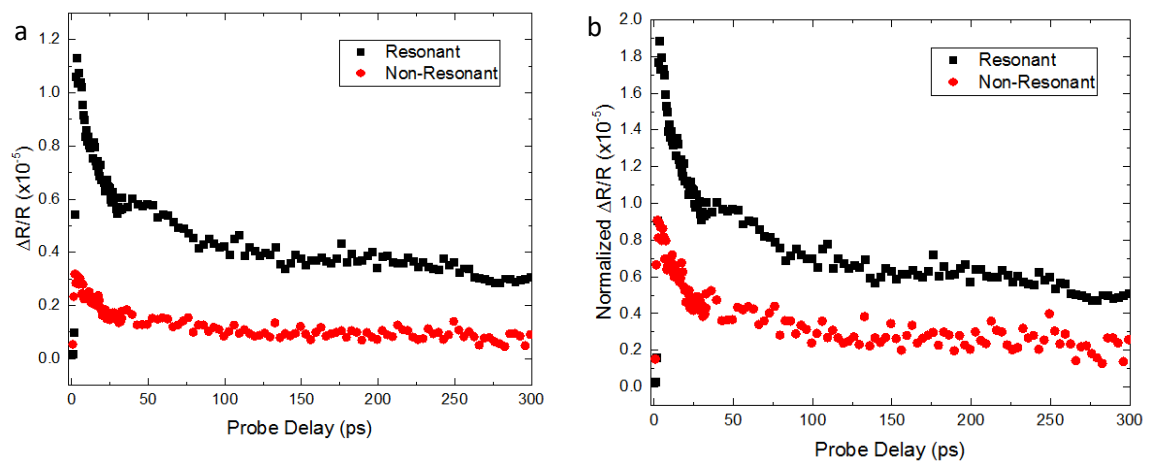 a
Resonant
Non-Resonant
ΔR/R (x10⁻⁵)
1.2
1.0
0.8
0.6
0.4
0.2
0.0
0 50 100 150 200 250 300
Probe Delay (ps)
b
Resonant
Non-Resonant
Normalized ΔR/R (x10⁻⁵)
2.0
1.8
1.6
1.4
1.2
1.0
0.8
0.6
0.4
0.2
0.0
0 50 100 150 200 250 300
Probe Delay (ps)